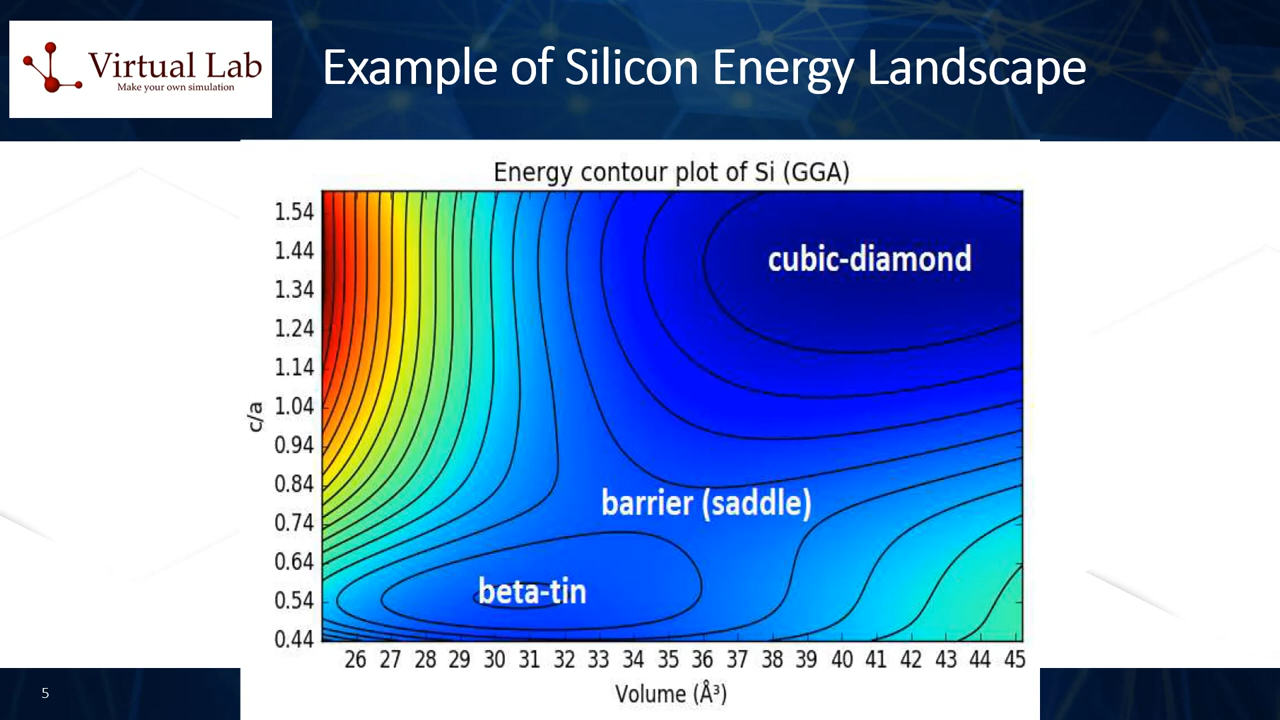 Virtual Lab
Make your own simulation
Example of Silicon Energy Landscape
Energy contour plot of Si (GGA)
1.54
1.44
1.34
1.24
1.14
1.04
0.94
0.84
0.74
0.64
0.54
0.44
c/a
cubic-diamond
barrier (saddle)
beta-tin
26 27 28 29 30 31 32 33 34 35 36 37 38 39 40 41 42 43 44 45
Volume (Å³)
5